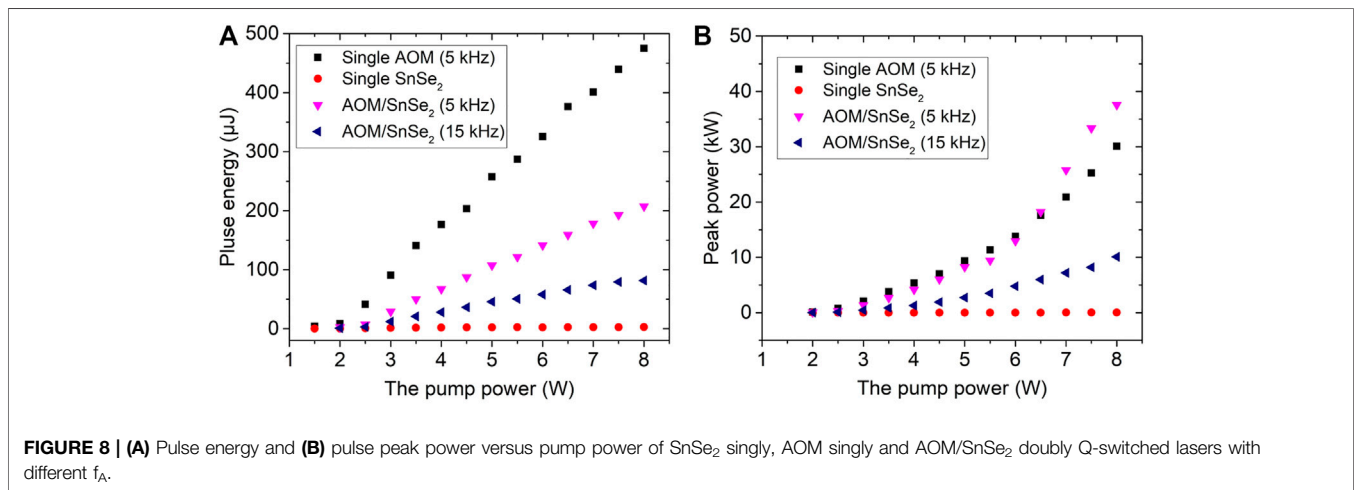 A
500
400
300
200
100
0
Pluse energy (μJ)
Single AOM (5 kHz)
Single SnSe₂
AOM/SnSe₂ (5 kHz)
AOM/SnSe₂ (15 kHz)
1 2 3 4 5 6 7 8
The pump power (W)
B
50
40
30
20
10
0
Peak power (kW)
Single AOM (5 kHz)
Single SnSe₂
AOM/SnSe₂ (5 kHz)
AOM/SnSe₂ (15 kHz)
1 2 3 4 5 6 7 8
The pump power (W)
FIGURE 8 | (A) Pulse energy and (B) pulse peak power versus pump power of SnSe₂ singly, AOM singly and AOM/SnSe₂ doubly Q-switched lasers with
different f_A.